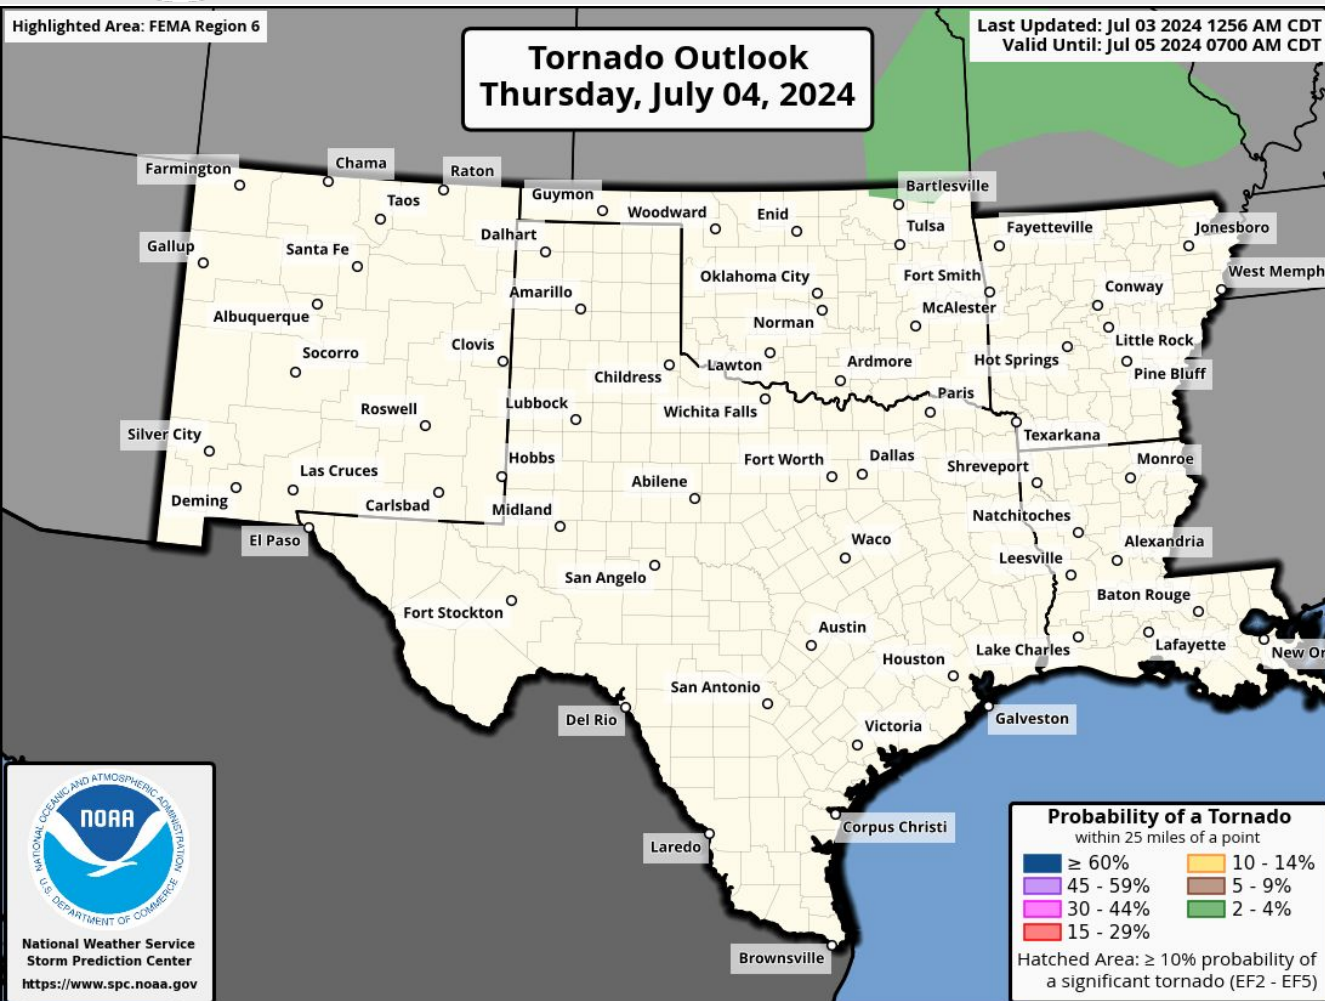 Highlighted Area: FEMA Region 6
Last Updated: Jul 03 2024 1256 AM CDT
Valid Until: Jul 05 2024 0700 AM CDT
Tornado Outlook
Thursday, July 04, 2024
Farmington
Chama
Raton
Taos
Guymon
Woodward
Enid
Bartlesville
Tulsa
Fayetteville
Jonesboro
Gallup
Santa Fe
Dalhart
Oklahoma City
Fort Smith
West Memph
Amarillo
Conway
Albuquerque
Norman
McAlester
Little Rock
Socorro
Clovis
Childress
Lawton
Ardmore
Hot Springs
Pine Bluff
Roswell
Lubbock
Wichita Falls
Paris
Texarkana
Silver City
Las Cruces
Hobbs
Abilene
Fort Worth
Dallas
Shreveport
Monroe
Deming
Carlsbad
Midland
Natchitoches
El Paso
Waco
Leesville
Alexandria
San Angelo
Baton Rouge
Fort Stockton
Austin
Lake Charles
Lafayette
New Or
Houston
San Antonio
Del Rio
Galveston
Victoria
Corpus Christi
Laredo
Brownsville
NATIONAL OCEANIC AND ATMOSPHERIC ADMINISTRATION
NOAA
U.S. DEPARTMENT OF COMMERCE
National Weather Service
Storm Prediction Center
https://www.spc.noaa.gov
Probability of a Tornado
within 25 miles of a point
≥ 60%
10 - 14%
45 - 59%
5 - 9%
30 - 44%
2 - 4%
15 - 29%
Hatched Area: ≥ 10% probability of
a significant tornado (EF2 - EF5)